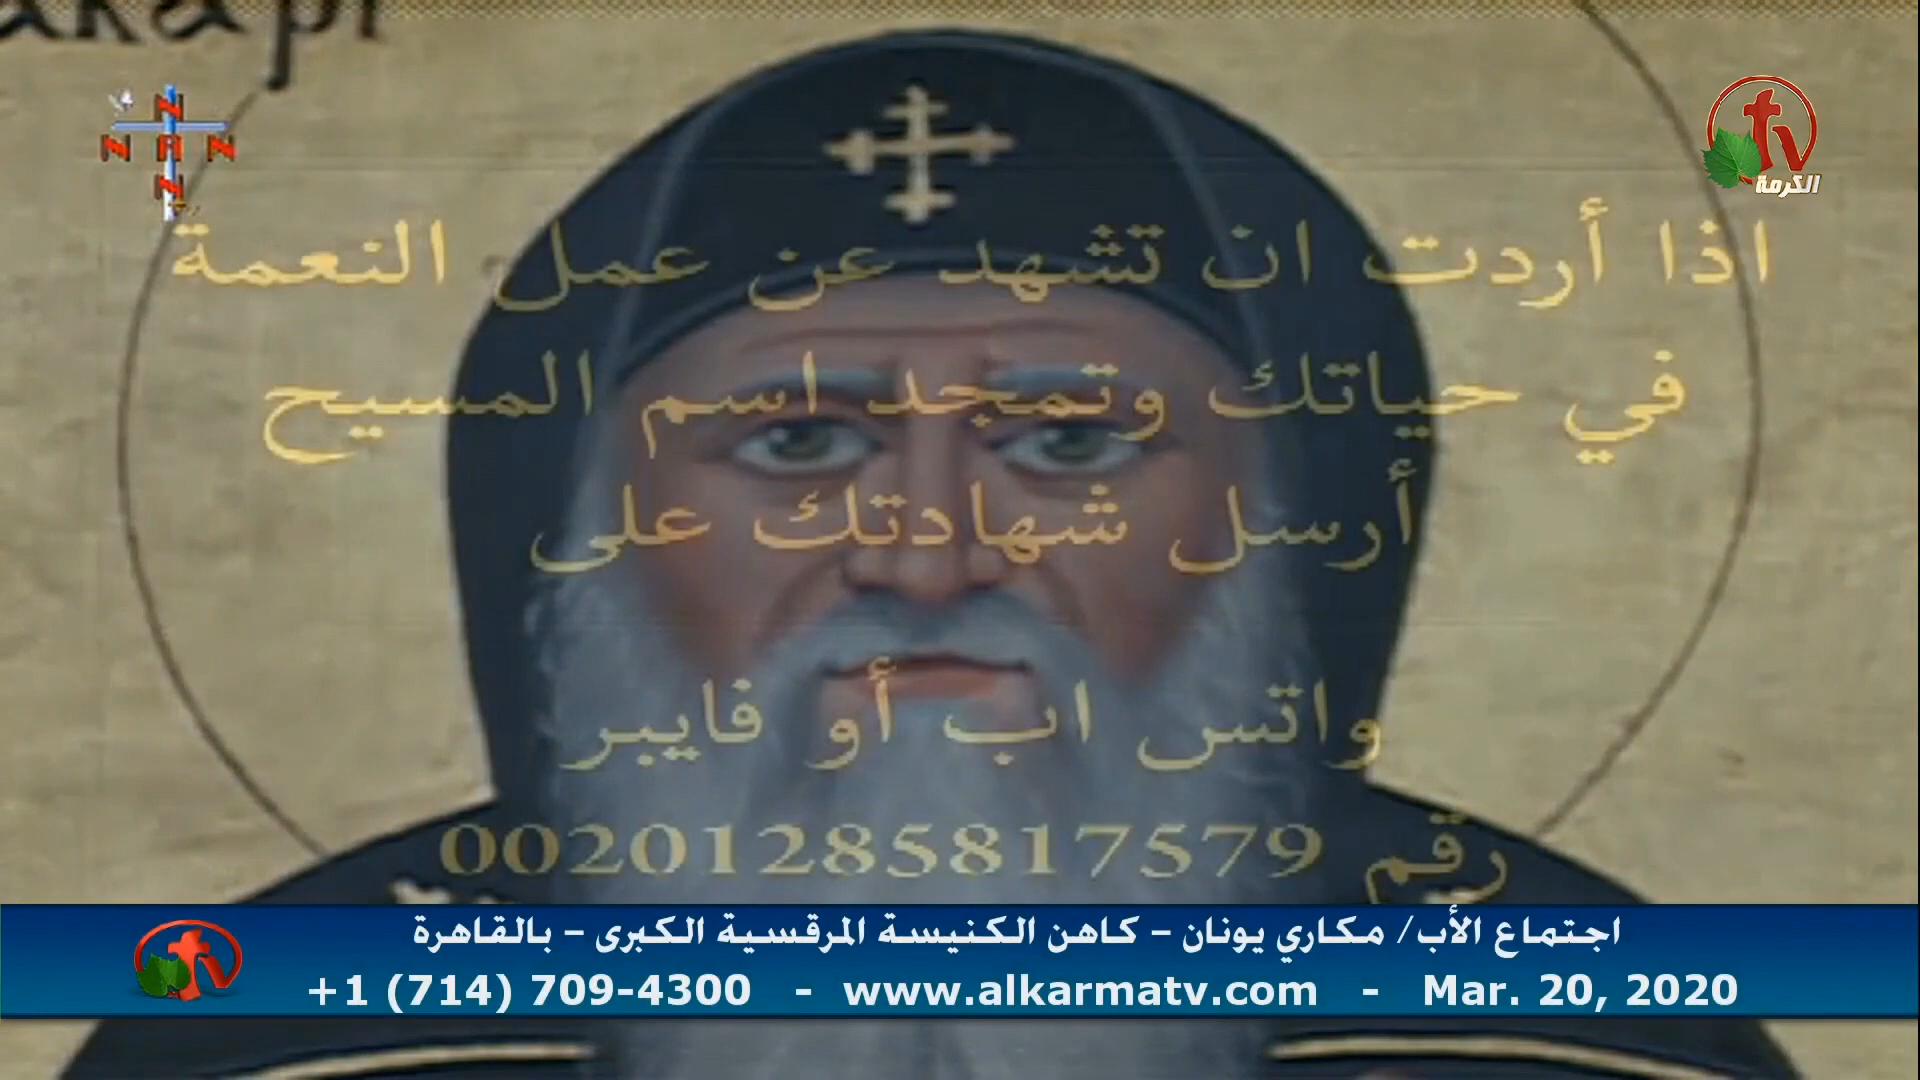 акарі
N
N A N
N
tv
الكرمة
اذا أردت ان تشهد عن عمل النعمة
في حياتك وتمجد اسم المسيح
أرسل شهادتك على
واتس اب أو فايبر
رقم 00201285817579
اجتماع الأب/ مكاري يونان - كاهن الكنيسة المرقسية الكبرى - بالقاهرة
tv
+1 (714) 709-4300 - www.alkarmatv.com - Mar. 20, 2020